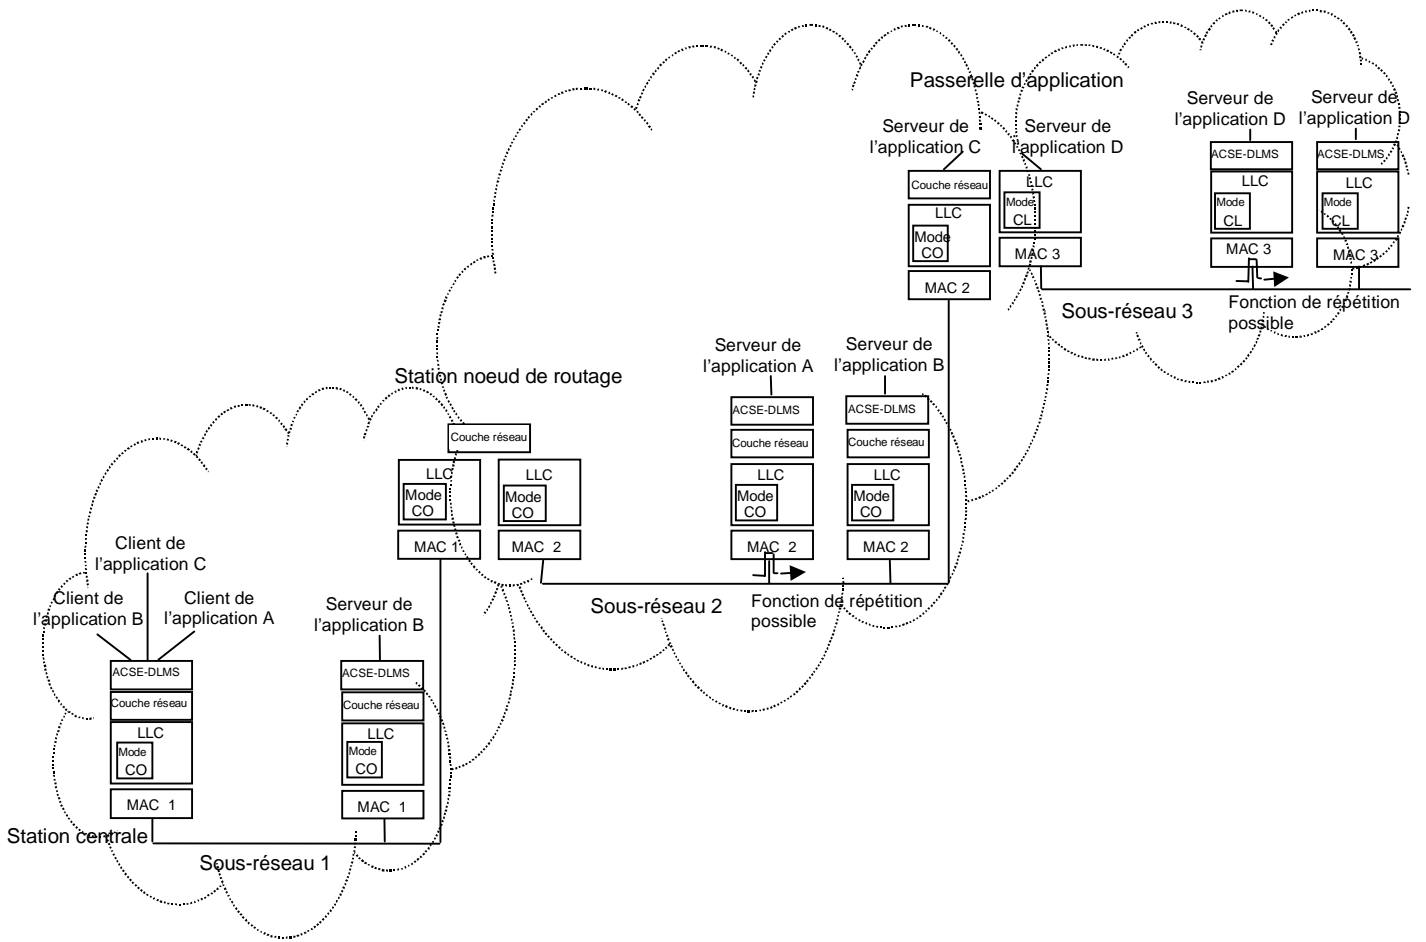 Passerelle d'application
Serveur de
l'application C
Serveur de
l'application D
Serveur de
l'application D
Serveur de
l'application D
Couche réseau
LLC
Mode
CO
MAC 2
LLC
Mode
CL
MAC 3
ACSE-DLMS
LLC
Mode
CL
MAC 3
ACSE-DLMS
LLC
Mode
CL
MAC 3
Sous-réseau 3
Fonction de répétition
possible
Station noeud de routage
Couche réseau
LLC
Mode
CO
MAC 1
LLC
Mode
CO
MAC 2
Serveur de
l'application A
ACSE-DLMS
Couche réseau
LLC
Mode
CO
MAC 2
Serveur de
l'application B
ACSE-DLMS
Couche réseau
LLC
Mode
CO
MAC 2
Sous-réseau 2
Fonction de répétition
possible
Client de
l'application C
Client de
l'application B
Client de
l'application A
ACSE-DLMS
Couche réseau
LLC
Mode
CO
MAC 1
Serveur de
l'application B
ACSE-DLMS
Couche réseau
LLC
Mode
CO
MAC 1
Station centrale
Sous-réseau 1